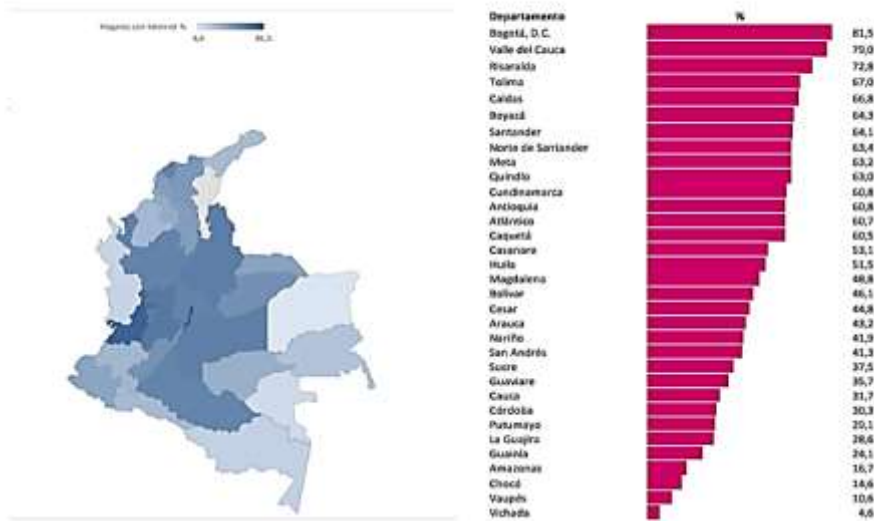 Hogares con internet %
Departamento %
Bogotá, D.C. 81,5
Valle del Cauca 79,0
Risaralda 72,8
Tolima 67,0
Caldas 66,8
Boyacá 64,3
Santander 64,1
Norte de Santander 63,4
Meta 63,2
Quindío 63,0
Cundinamarca 60,8
Antioquia 60,8
Atlántico 60,7
Caquetá 60,5
Casanare 53,1
Huila 51,5
Magdalena 48,8
Bolívar 46,1
Cesar 44,8
Arauca 43,2
Nariño 41,9
San Andrés 41,3
Sucre 37,5
Guaviare 35,7
Cauca 31,7
Córdoba 30,3
Putumayo 29,1
La Guajira 28,6
Guainía 24,1
Amazonas 16,7
Chocó 14,6
Vaupés 10,6
Vichada 4,6